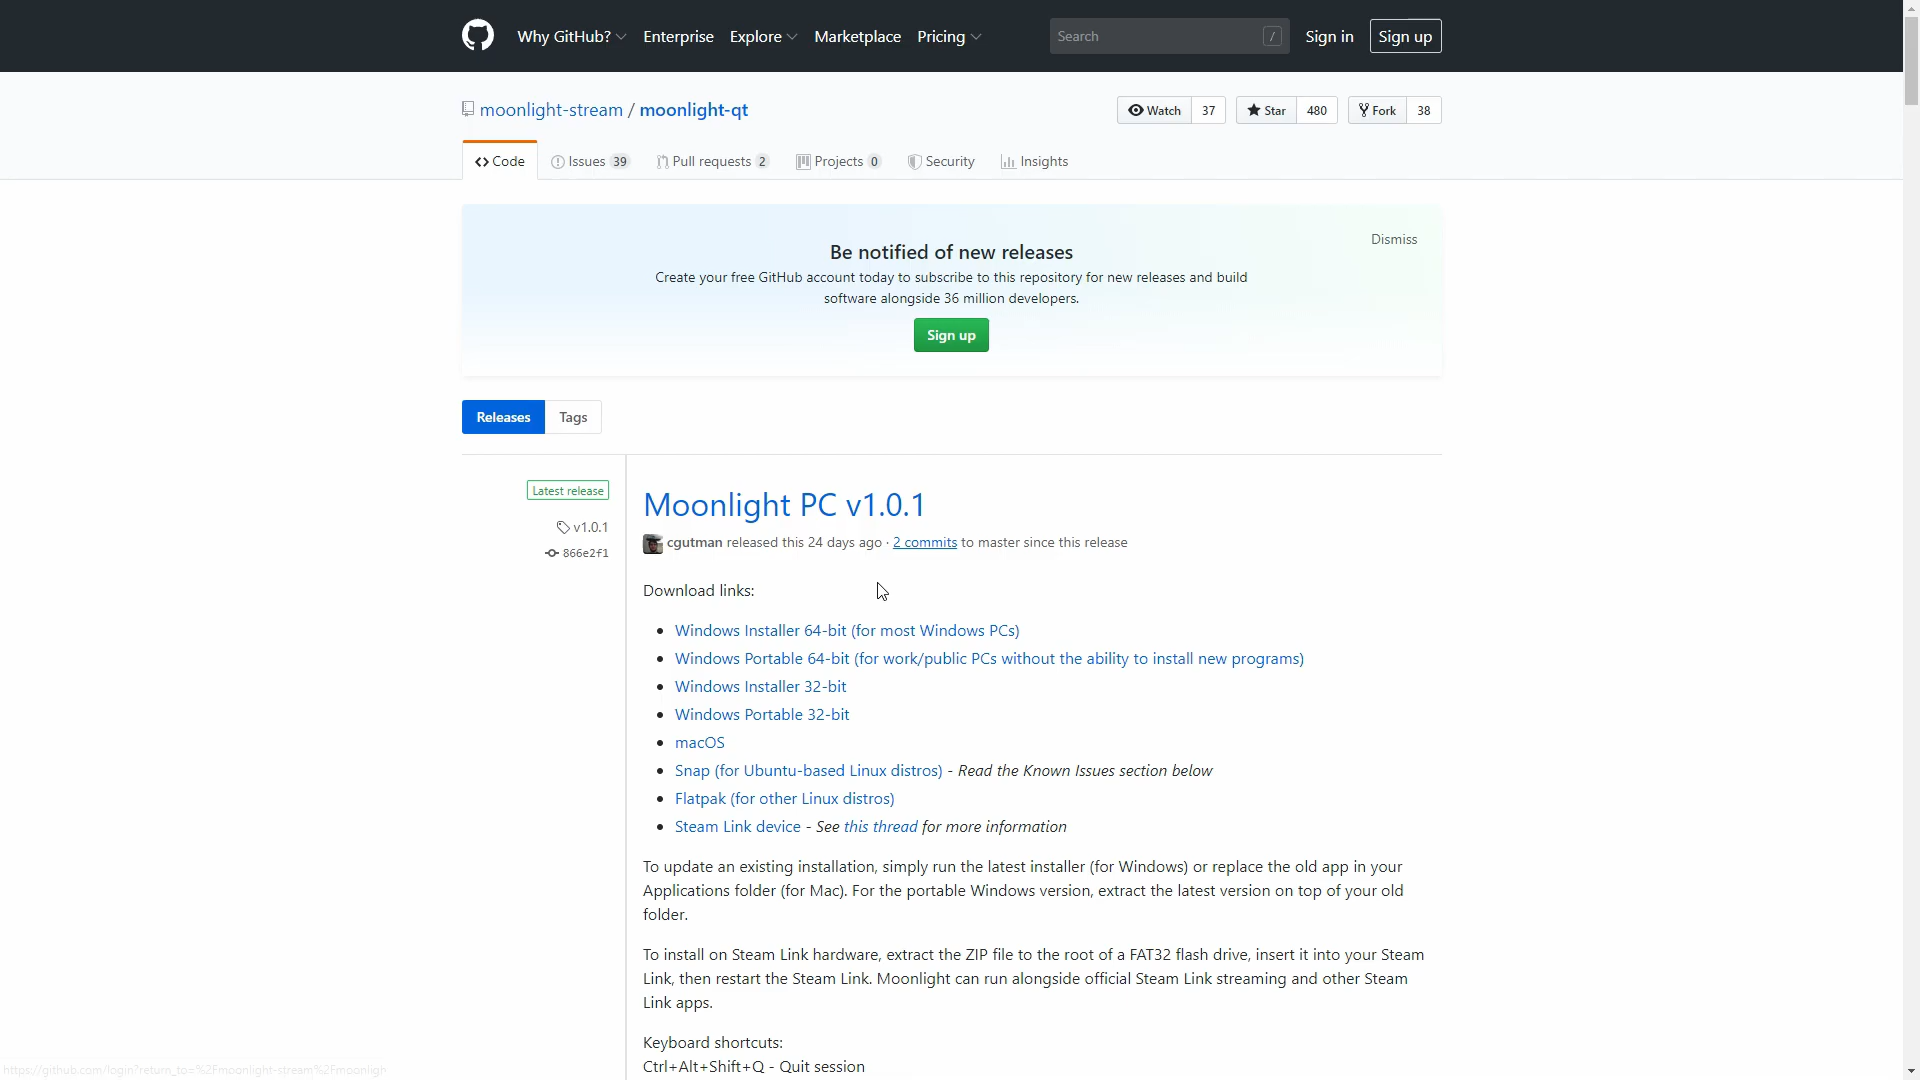 Why GitHub? Enterprise Explore Marketplace Pricing Search / Sign in Sign up
moonlight-stream / moonlight-qt Watch 37 Star 480 Fork 38
Code Issues 39 Pull requests 2 Projects 0 Security Insights
Dismiss
Be notified of new releases
Create your free GitHub account today to subscribe to this repository for new releases and build
software alongside 36 million developers.
Sign up
Releases Tags
Latest release
v1.0.1
866e2f1
Moonlight PC v1.0.1
cgutman released this 24 days ago · 2 commits to master since this release
Download links:
• Windows Installer 64-bit (for most Windows PCs)
• Windows Portable 64-bit (for work/public PCs without the ability to install new programs)
• Windows Installer 32-bit
• Windows Portable 32-bit
• macOS
• Snap (for Ubuntu-based Linux distros) - Read the Known Issues section below
• Flatpak (for other Linux distros)
• Steam Link device - See this thread for more information
To update an existing installation, simply run the latest installer (for Windows) or replace the old app in your
Applications folder (for Mac). For the portable Windows version, extract the latest version on top of your old
folder.
To install on Steam Link hardware, extract the ZIP file to the root of a FAT32 flash drive, insert it into your Steam
Link, then restart the Steam Link. Moonlight can run alongside official Steam Link streaming and other Steam
Link apps.
Keyboard shortcuts:
Ctrl+Alt+Shift+Q - Quit session
https://github.com/login?return_to=%2Fmoonlight-stream%2Fmoonligh